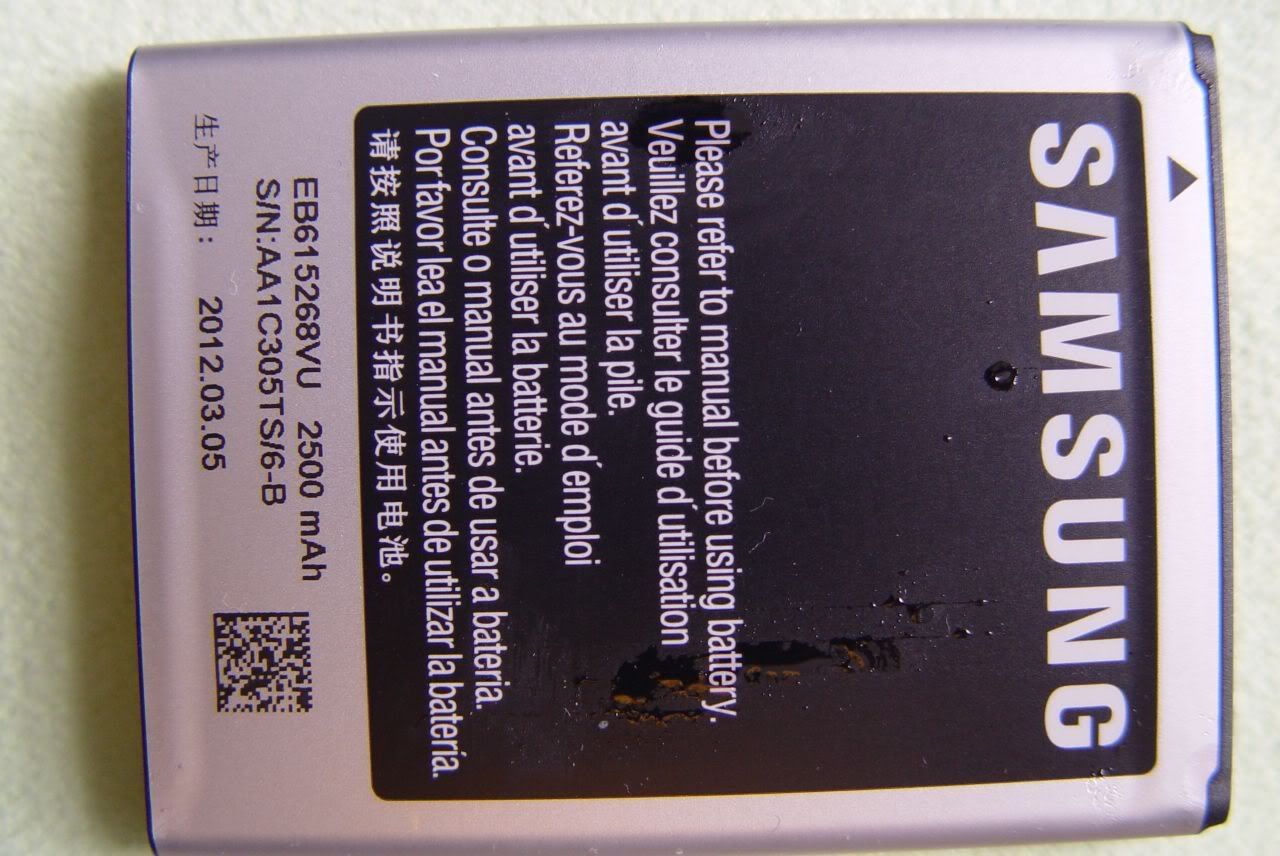 SAMSUNG
Please refer to manual before using battery.
Veuillez consulter le guide d'utilisation
avant d'utiliser la pile.
Referez-vous au mode d'emploi
avant d'utiliser la batterie.
Consulte o manual antes de usar a bateria.
Por favor lea el manual antes de utilizar la batería.
请按照说明书指示使用电池。
EB615268VU 2500 mAh
S/N:AA1C305TS/6-B
生产日期: 2012.03.05